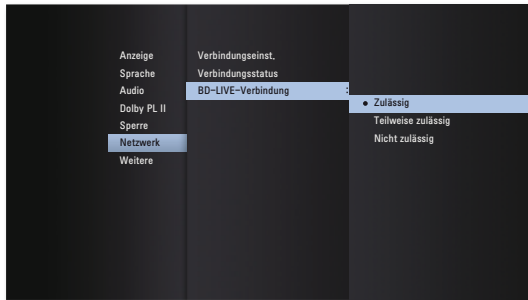 Anzeige
Sprache
Audio
Dolby PL II
Sperre
Netzwerk
Weitere
Verbindungseinst.
Verbindungsstatus
BD-LIVE-Verbindung :
● Zulässig
Teilweise zulässig
Nicht zulässig